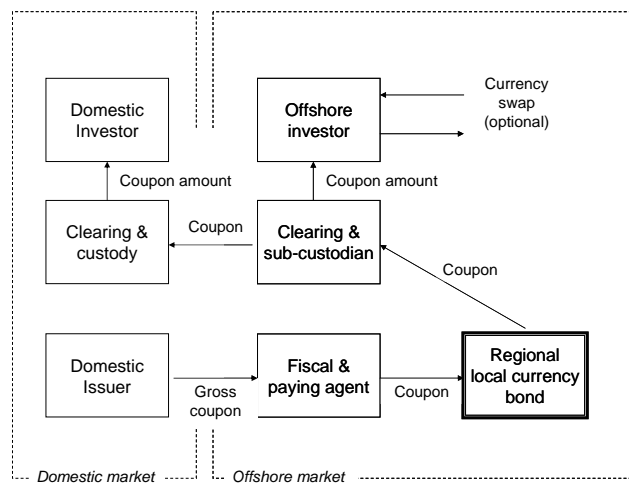 Domestic
Investor
Offshore
investor
Currency
swap
(optional)
Coupon amount
Coupon amount
Clearing &
custody
Coupon
Clearing &
sub-custodian
Coupon
Domestic
Issuer
Gross
coupon
Fiscal &
paying agent
Coupon
Regional
local currency
bond
Domestic market
Offshore market